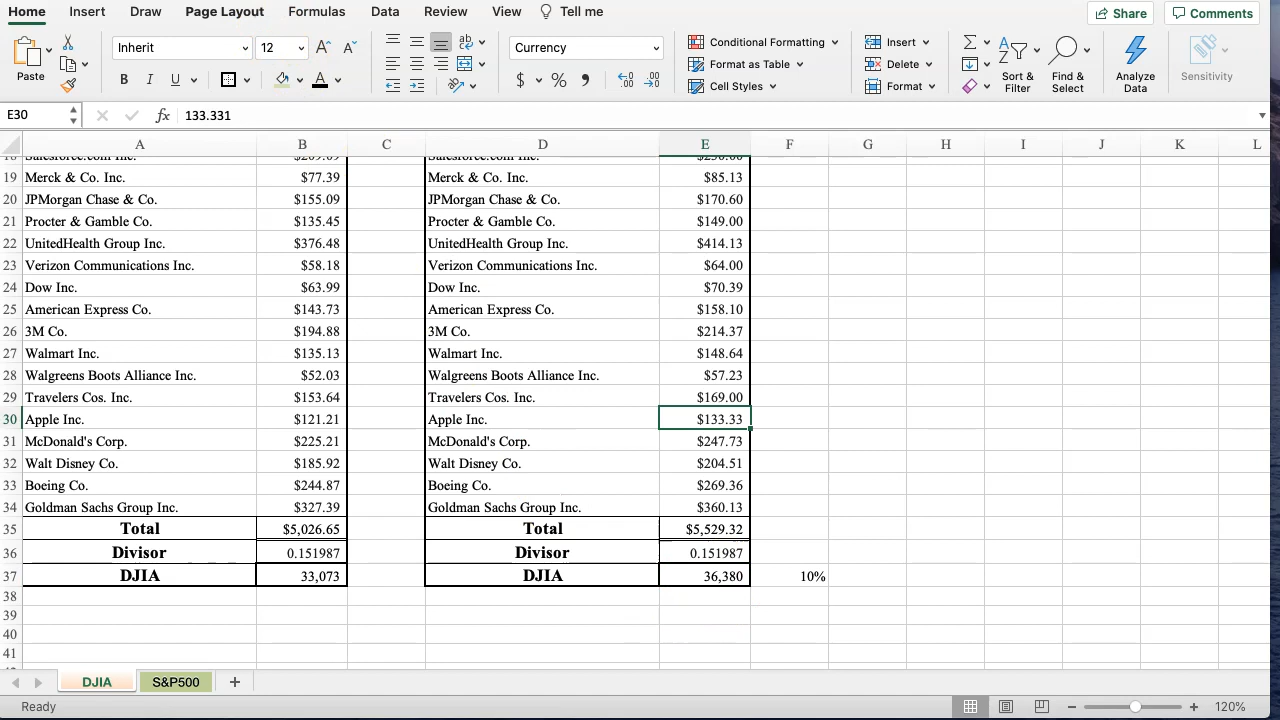 Home Insert Draw Page Layout Formulas Data Review View Tell me Share Comments
Paste Inherit 12 A A ab Currency Conditional Formatting Insert Sort & Filter Find & Select Analyze Data Sensitivity
Format as Table Delete
B I U A $ % Cell Styles Format
E30 fx 133.331
A B C D E F G H I J K L
18 Salesforce.com Inc. Salesforce.com Inc.
19 Merck & Co. Inc. $77.39 Merck & Co. Inc. $85.13
20 JPMorgan Chase & Co. $155.09 JPMorgan Chase & Co. $170.60
21 Procter & Gamble Co. $135.45 Procter & Gamble Co. $149.00
22 UnitedHealth Group Inc. $376.48 UnitedHealth Group Inc. $414.13
23 Verizon Communications Inc. $58.18 Verizon Communications Inc. $64.00
24 Dow Inc. $63.99 Dow Inc. $70.39
25 American Express Co. $143.73 American Express Co. $158.10
26 3M Co. $194.88 3M Co. $214.37
27 Walmart Inc. $135.13 Walmart Inc. $148.64
28 Walgreens Boots Alliance Inc. $52.03 Walgreens Boots Alliance Inc. $57.23
29 Travelers Cos. Inc. $153.64 Travelers Cos. Inc. $169.00
30 Apple Inc. $121.21 Apple Inc. $133.33
31 McDonald's Corp. $225.21 McDonald's Corp. $247.73
32 Walt Disney Co. $185.92 Walt Disney Co. $204.51
33 Boeing Co. $244.87 Boeing Co. $269.36
34 Goldman Sachs Group Inc. $327.39 Goldman Sachs Group Inc. $360.13
35 Total $5,026.65 Total $5,529.32
36 Divisor 0.151987 Divisor 0.151987
37 DJIA 33,073 DJIA 36,380 10%
38
39
40
41
DJIA S&P500 +
Ready 120%